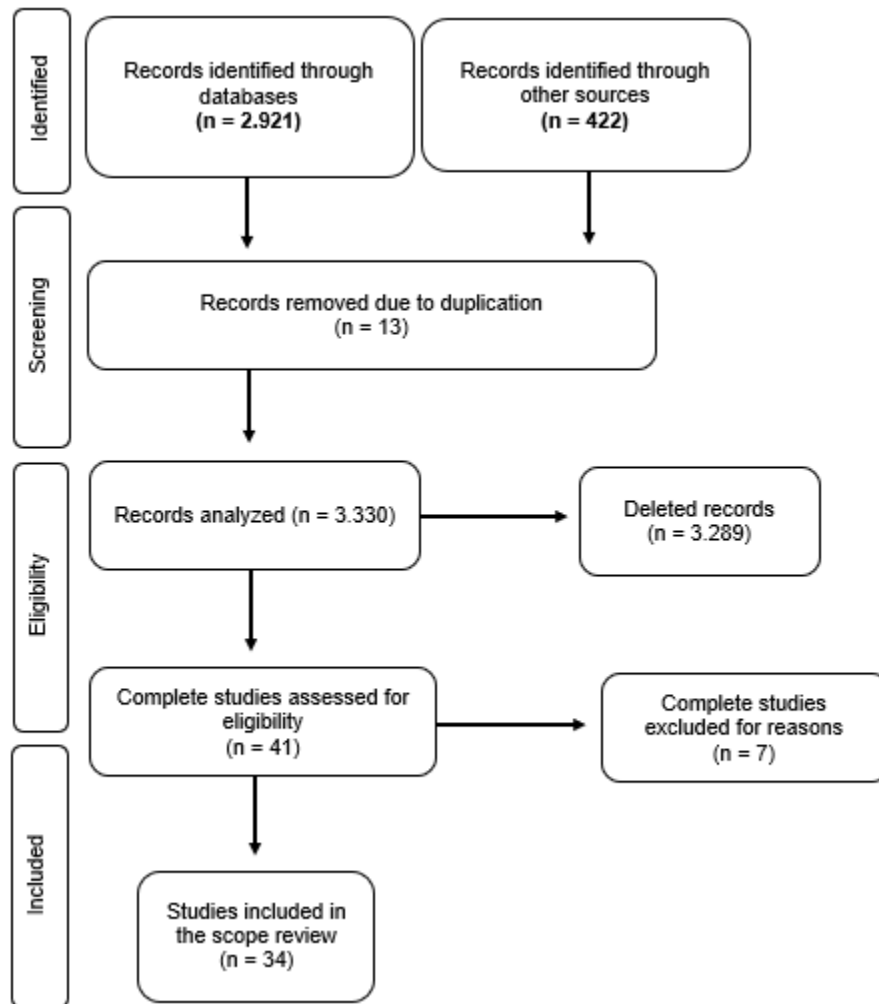 Identified
Records identified through
databases
(n = 2.921)
Records identified through
other sources
(n = 422)
Screening
Records removed due to duplication
(n = 13)
Eligibility
Records analyzed (n = 3.330)
Deleted records
(n = 3.289)
Complete studies assessed for
eligibility
(n = 41)
Complete studies
excluded for reasons
(n = 7)
Included
Studies included in
the scope review
(n = 34)